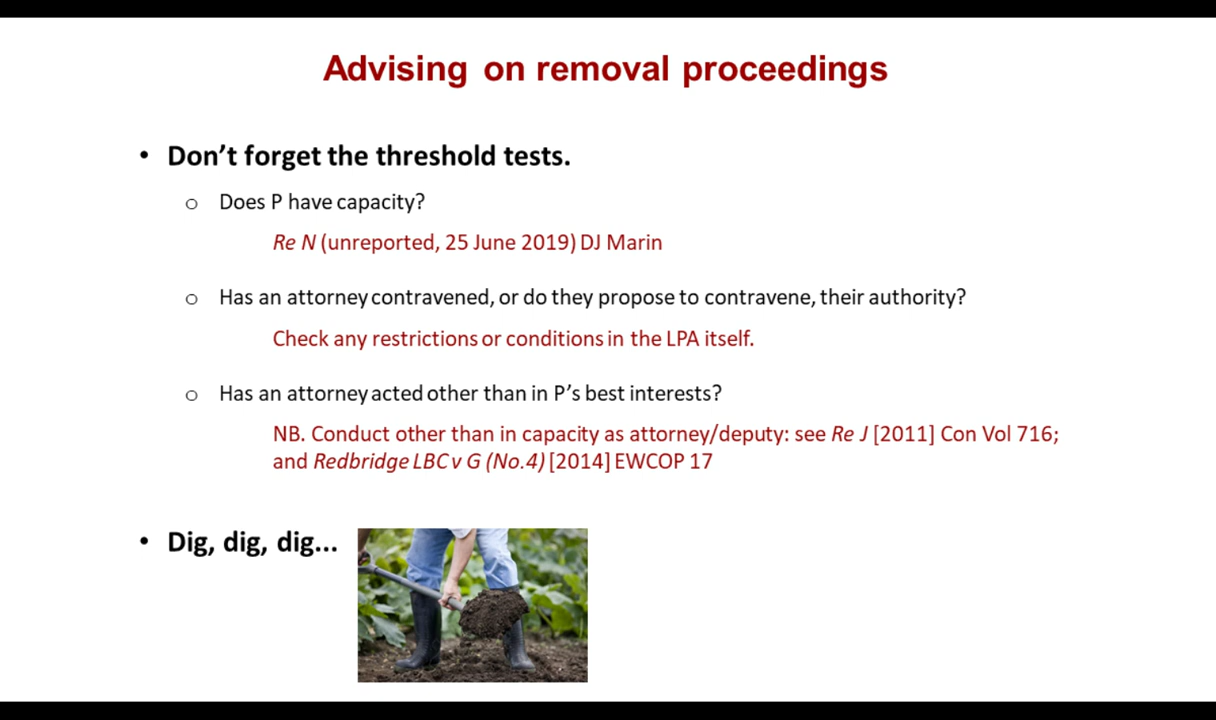 Advising on removal proceedings
• Don’t forget the threshold tests.
o Does P have capacity?
Re N (unreported, 25 June 2019) DJ Marin
o Has an attorney contravened, or do they propose to contravene, their authority?
Check any restrictions or conditions in the LPA itself.
o Has an attorney acted other than in P’s best interests?
NB. Conduct other than in capacity as attorney/deputy: see Re J [2011] Con Vol 716;
and Redbridge LBC v G (No.4) [2014] EWCOP 17
• Dig, dig, dig...